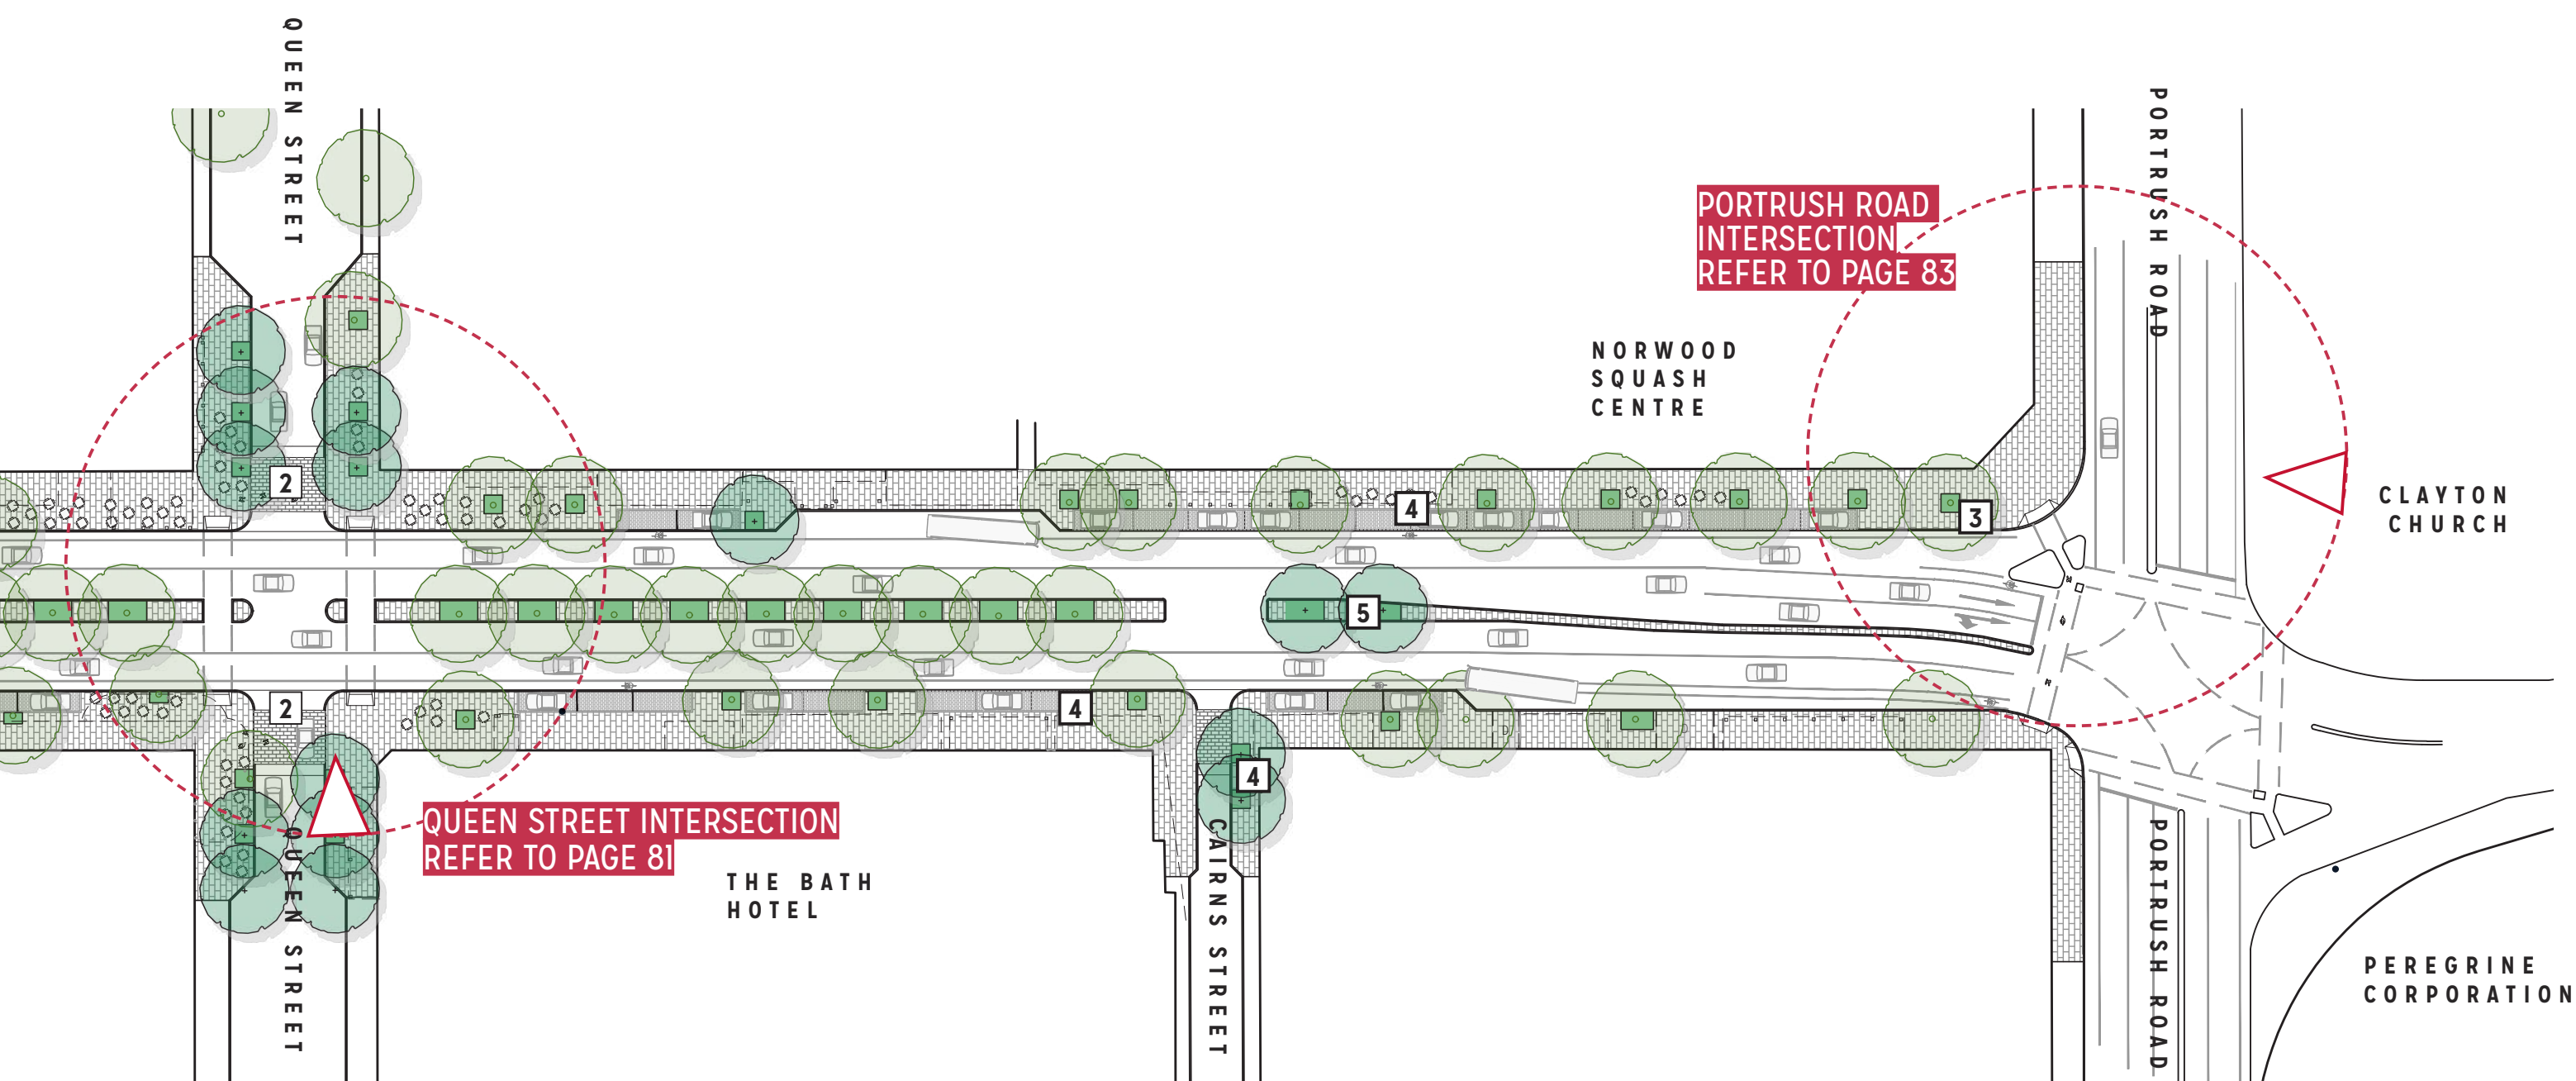 QUEEN STREET
PORTRUSH ROAD
PORTRUSH ROAD
INTERSECTION
REFER TO PAGE 83
NORWOOD
SQUASH
CENTRE
2
4
3
CLAYTON
CHURCH
5
2
4
4
QUEEN STREET INTERSECTION
REFER TO PAGE 81
THE BATH
HOTEL
QUEEN STREET
CAIRNS STREET
PORTRUSH ROAD
PEREGRINE
CORPORATION